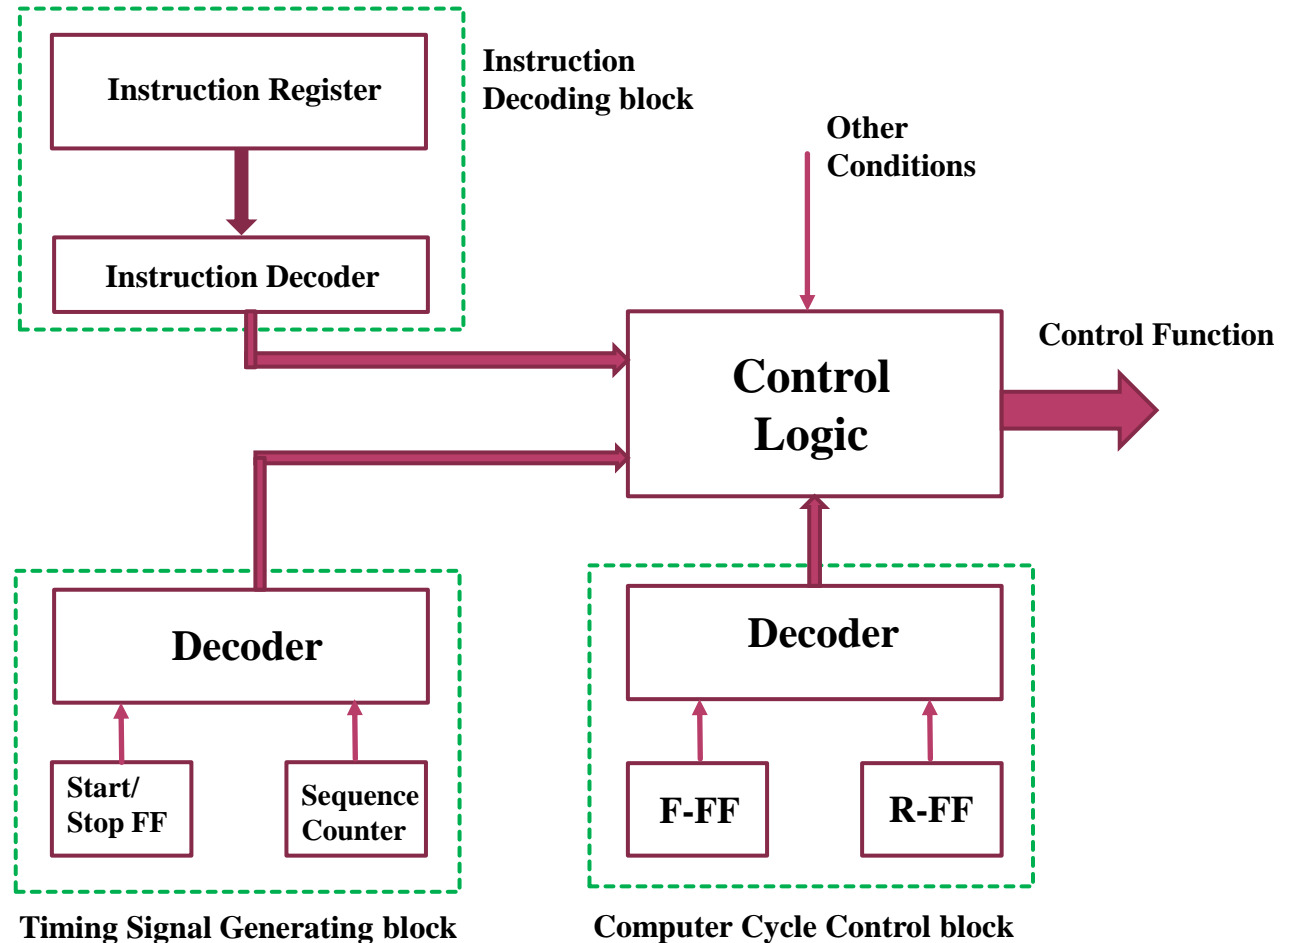 Instruction Register
Instruction
Decoding block
Other
Conditions
Instruction Decoder
Control Function
Control
Logic
Decoder
Decoder
Start/
Stop FF
Sequence
Counter
F-FF
R-FF
Timing Signal Generating block
Computer Cycle Control block